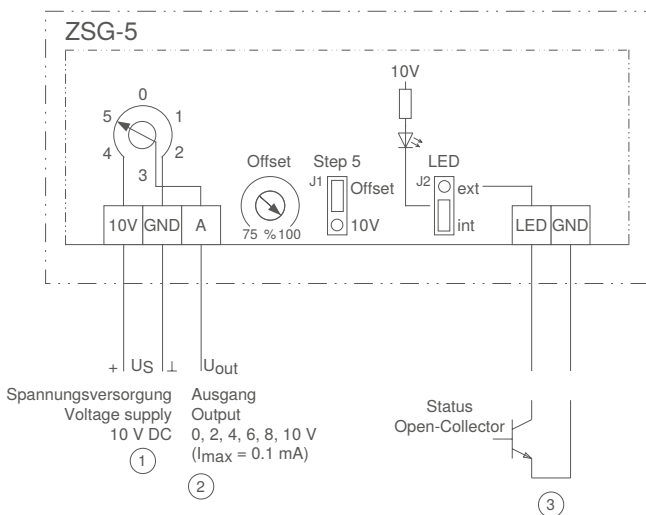 ZSG-5
0
5 1
4 2
3
10V
Offset
Step 5
LED
J1
Offset
10V
J2
ext
int
75 % 100
10V GND A
LED GND
+ US ⊥
Uout
Spannungsversorgung
Voltage supply
10 V DC
1
Ausgang
Output
0, 2, 4, 6, 8, 10 V
(Imax = 0.1 mA)
2
Status
Open-Collector
3